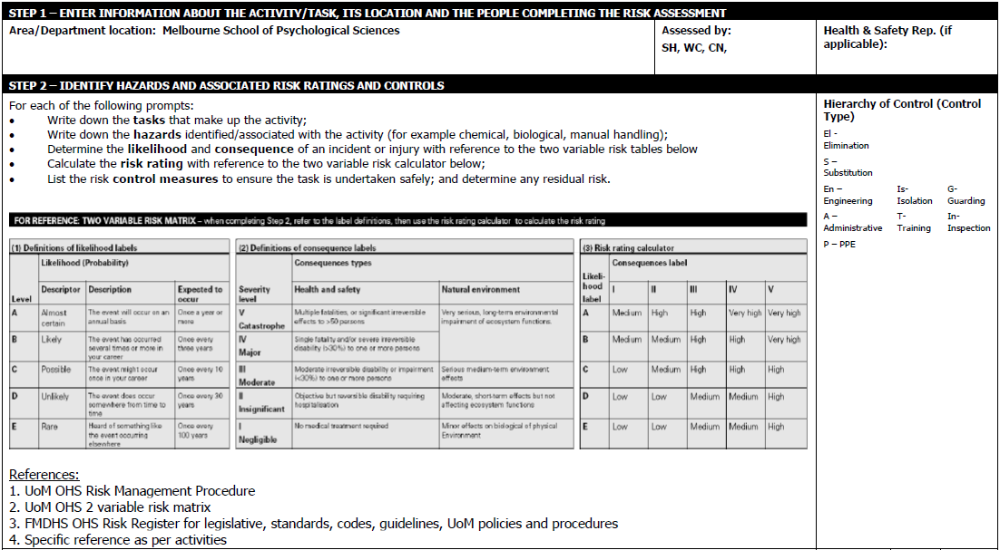 STEP 1 – ENTER INFORMATION ABOUT THE ACTIVITY/TASK, ITS LOCATION AND THE PEOPLE COMPLETING THE RISK ASSESSMENT
Area/Department location: Melbourne School of Psychological Sciences
Assessed by:
SH, WC, CN,
Health & Safety Rep. (if
applicable):
STEP 2 – IDENTIFY HAZARDS AND ASSOCIATED RISK RATINGS AND CONTROLS
For each of the following prompts:
• Write down the tasks that make up the activity;
• Write down the hazards identified/associated with the activity (for example chemical, biological, manual handling);
• Determine the likelihood and consequence of an incident or injury with reference to the two variable risk tables below
• Calculate the risk rating with reference to the two variable risk calculator below;
• List the risk control measures to ensure the task is undertaken safely; and determine any residual risk.
Hierarchy of Control (Control
Type)
El -
Elimination
S –
Substitution
En –
Engineering
Is-
Isolation
G-
Guarding
A –
Administrative
T-
Training
In-
Inspection
P – PPE
FOR REFERENCE: TWO VARIABLE RISK MATRIX – when completing Step 2, refer to the label definitions, then use the risk rating calculator to calculate the risk rating
(1) Definitions of likelihood labels
Likelihood (Probability)
Level
Descriptor
Description
Expected to
occur
A
Almost
certain
The event will occur on an
annual basis
Once a year or
more
B
Likely
The event has occurred
several times or more in
your career
Once every
three years
C
Possible
The event might occur
once in your career
Once every 10
years
D
Unlikely
The event does occur
somewhere from time to
time
Once every 30
years
E
Rare
Heard of something like
the event occurring
elsewhere
Once every
100 years
(2) Definitions of consequence labels
Consequences types
Severity
level
Health and safety
Natural environment
V
Catastrophe
Multiple fatalities, or significant irreversible
effects to >50 persons
Very serious, long-term environmental
impairment of ecosystem functions.
IV
Major
Single fatality and/or severe irreversible
disability (>30%) to one or more persons
III
Moderate
Moderate irreversible disability or impairment
(<30%) to one or more persons
Serious medium-term environment
effects
II
Insignificant
Objective but reversible disability requiring
hospitalisation
Moderate, short-term effects but not
affecting ecosystem functions
I
Negligible
No medical treatment required
Minor effects on biological of physical
Environment
(3) Risk rating calculator
Likeli-
hood
label
Consequences label
I II III IV V
A Medium High High Very high Very high
B Medium Medium High High Very high
C Low Medium High High High
D Low Low Medium Medium High
E Low Low Medium Medium High
References:
1. UoM OHS Risk Management Procedure
2. UoM OHS 2 variable risk matrix
3. FMDHS OHS Risk Register for legislative, standards, codes, guidelines, UoM policies and procedures
4. Specific reference as per activities